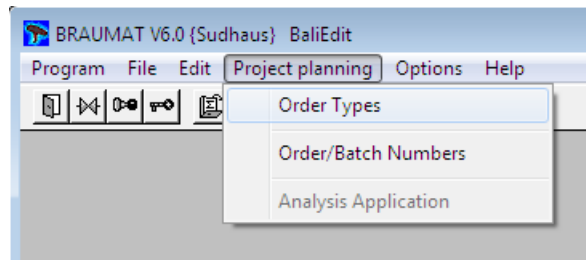 BRAUMAT V6.0 {Sudhaus} BaliEdit
Program File Edit Project planning Options Help
Order Types
Order/Batch Numbers
Analysis Application